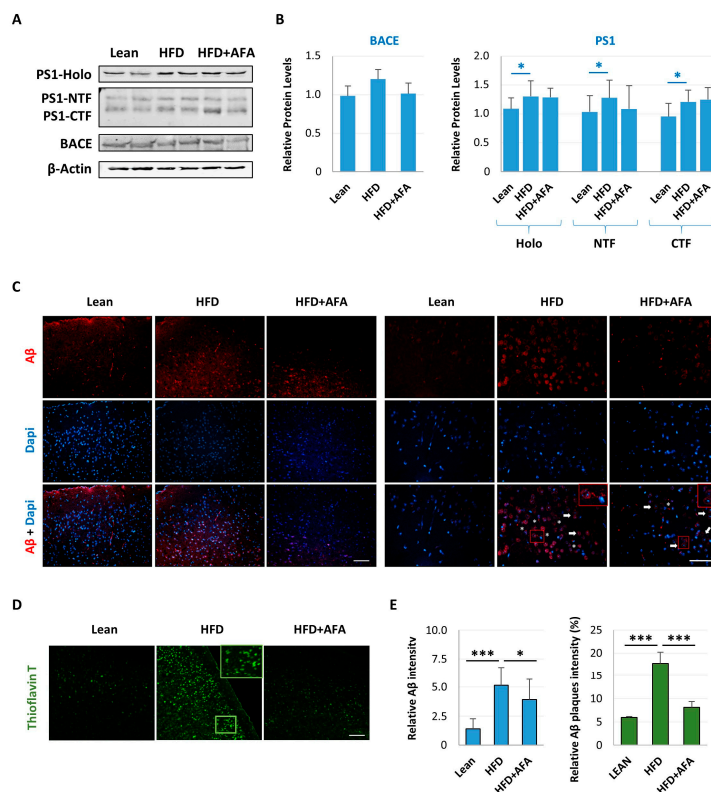 A
Lean HFD HFD+AFA
PS1-Holo
PS1-NTF
PS1-CTF
BACE
β-Actin
B
BACE
Relative Protein Levels
1.5
1.0
0.5
0
Lean
HFD
HFD+AFA
PS1
Relative Protein Levels
2.0
1.5
1.0
0.5
0.0
* * *
Lean HFD HFD+AFA Lean HFD HFD+AFA Lean HFD HFD+AFA
Holo NTF CTF
C
Lean HFD HFD+AFA Lean HFD HFD+AFA
Aβ
Dapi
Aβ + Dapi
D
Lean HFD HFD+AFA
Thioflavin T
E
Relative Aβ intensitv
10.0
7.5
5.0
2.5
0.0
*** *
Lean
HFD
HFD+AFA
Relative Aβ plaques intensity (%)
25
20
15
10
5
0
*** ***
LEAN
HFD
HFD+AFA